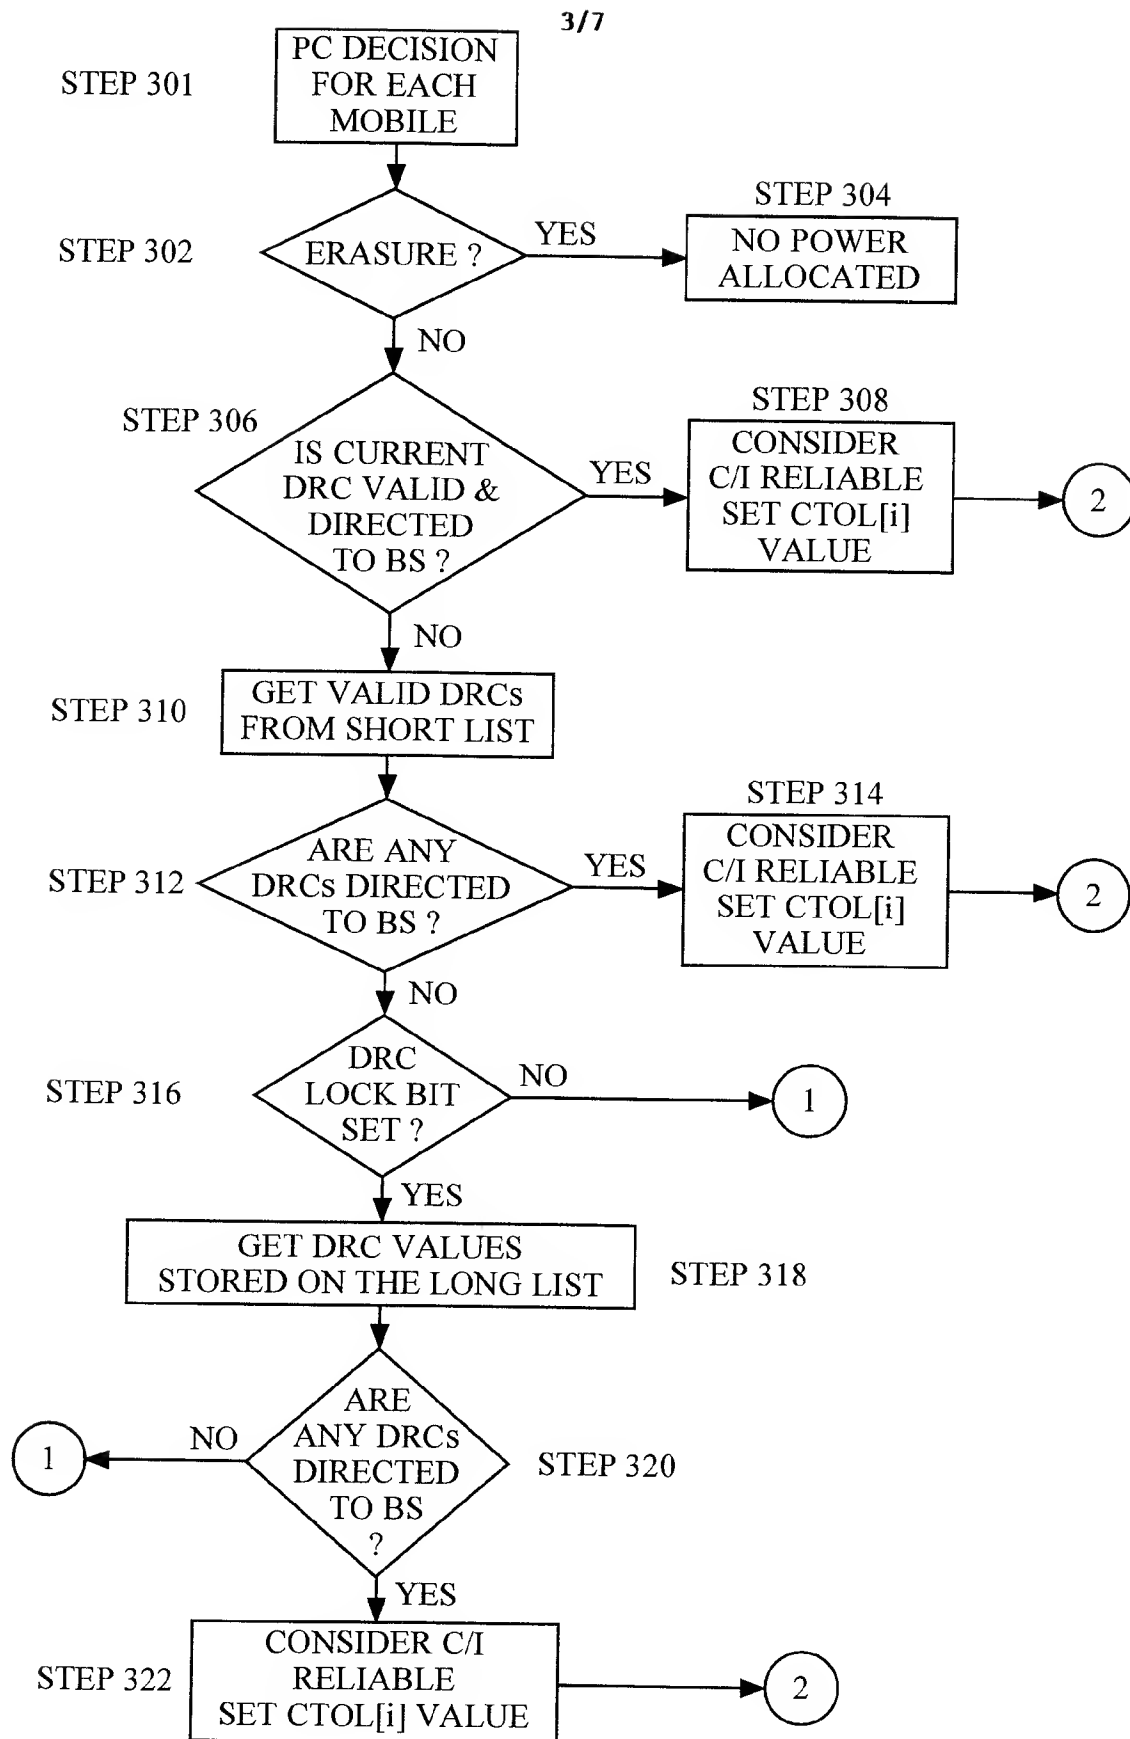 3/7
STEP 301
PC DECISION
FOR EACH
MOBILE
STEP 302
ERASURE ?
YES
STEP 304
NO POWER
ALLOCATED
NO
STEP 306
IS CURRENT
DRC VALID &
DIRECTED
TO BS ?
YES
STEP 308
CONSIDER
C/I RELIABLE
SET CTOL[i]
VALUE
2
NO
STEP 310
GET VALID DRCs
FROM SHORT LIST
STEP 312
ARE ANY
DRCs DIRECTED
TO BS ?
YES
STEP 314
CONSIDER
C/I RELIABLE
SET CTOL[i]
VALUE
2
NO
STEP 316
DRC
LOCK BIT
SET ?
NO
1
YES
GET DRC VALUES
STORED ON THE LONG LIST
STEP 318
1
NO
ARE
ANY DRCs
DIRECTED
TO BS
?
STEP 320
YES
STEP 322
CONSIDER C/I
RELIABLE
SET CTOL[i] VALUE
2